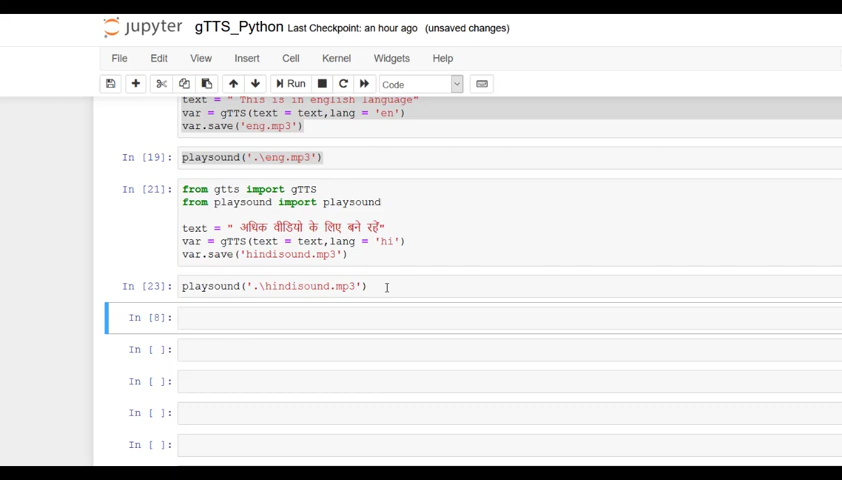 jupyter gTTS_Python Last Checkpoint: an hour ago (unsaved changes)
File Edit View Insert Cell Kernel Widgets Help
Run Code
text = " This is in english language"
var = gTTS(text = text,lang = 'en')
var.save('eng.mp3')
In [19]: playsound('.\eng.mp3')
In [21]: from gtts import gTTS
from playsound import playsound
text = " अधिक वीडियो के लिए बने रहें"
var = gTTS(text = text,lang = 'hi')
var.save('hindisound.mp3')
In [23]: playsound('.\hindisound.mp3')
In [8]:
In [ ]:
In [ ]:
In [ ]:
In [ ]: